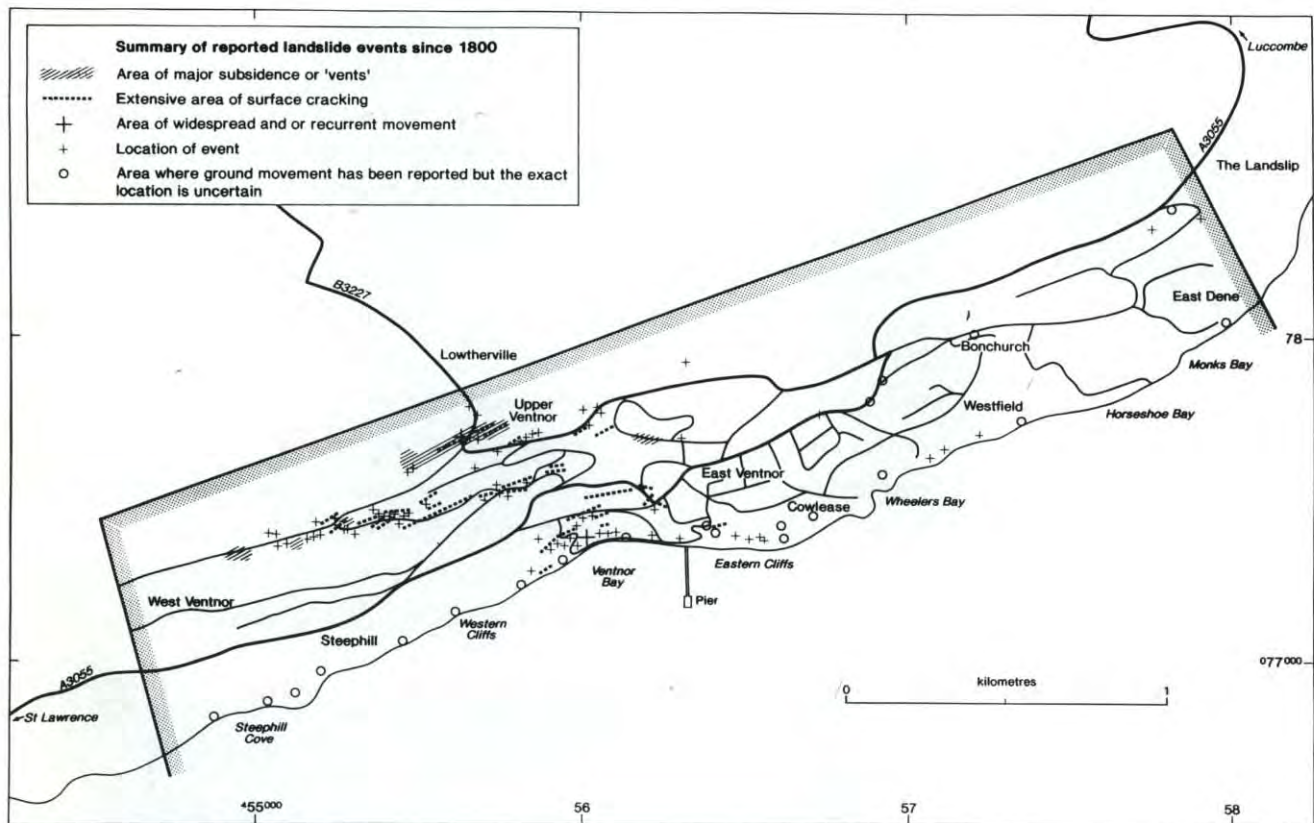 Summary of reported landslide events since 1800
Area of major subsidence or 'vents'
Extensive area of surface cracking
Area of widespread and or recurrent movement
Location of event
Area where ground movement has been reported but the exact
location is uncertain
Luccombe
A3055
The Landslip
B3227
East Dene
Lowtherville
78
Bonchurch
Monks Bay
Upper
Ventnor
Westfield
Horseshoe Bay
East Ventnor
Cowlease
Wheelers Bay
Eastern Cliffs
Ventnor
Bay
Pier
West Ventnor
Western
Cliffs
Steephill
077000
A3055
kilometres
0
1
St Lawrence
Steephill
Cove
455000
56
57
58